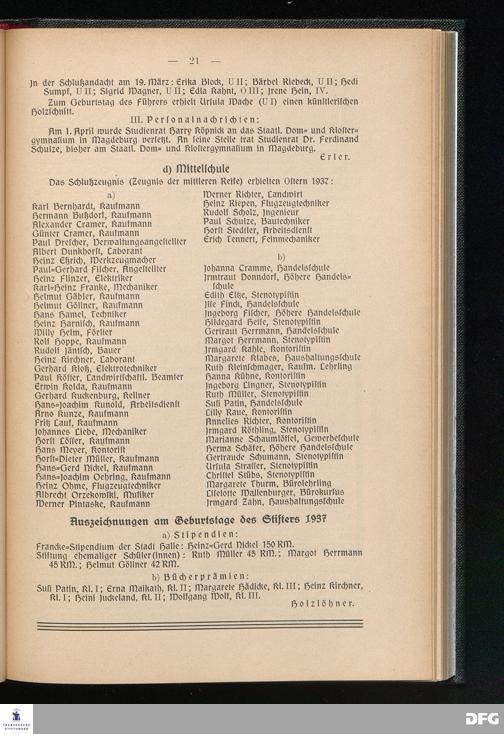 — 21 —
In der Schlußandacht am 19. März: Erika Block, U II; Bärbel Riebeck, U II; Hedi
Sumpf, U II; Sigrid Wagner, U II; Edla Kahnt, O III; Irene Hein, IV.
Zum Geburtstag des Führers erhielt Ursula Wache (U I) einen künstlerischen
Holzschnitt.
III. Personalnachrichten:
Am 1. April wurde Studienrat Harry Köpnick an das Staatl. Dom= und Kloster=
gymnasium in Magdeburg versetzt. An seine Stelle trat Studienrat Dr. Ferdinand
Schulze, bisher am Staatl. Dom= und Klostergymnasium in Magdeburg.
Erler.
d) Mittelschule
Das Schlußzeugnis (Zeugnis der mittleren Reife) erhielten Ostern 1937:
a)
Karl Bernhardt, Kaufmann
Hermann Bußdorf, Kaufmann
Alexander Cramer, Kaufmann
Günter Cramer, Kaufmann
Paul Drescher, Verwaltungsangestellter
Albert Dunkhorst, Laborant
Heinz Ehrich, Werkzeugmacher
Paul=Gerhard Fischer, Angestellter
Heinz Flinzer, Elektriker
Karl=Heinz Franke, Mechaniker
Helmut Gäbler, Kaufmann
Helmut Göllner, Kaufmann
Hans Hamel, Techniker
Heinz Harnisch, Kaufmann
Willy Helm, Förster
Rolf Hoppe, Kaufmann
Rudolf Jäntsch, Bauer
Heinz Kirchner, Laborant
Gerhard Kloß, Elektrotechniker
Paul Köster, Landwirtschaftl. Beamter
Erwin Kolda, Kaufmann
Gerhard Kuckenburg, Kellner
Hans=Joachim Kunold, Arbeitsdienst
Arno Kunze, Kaufmann
Fritz Lauf, Kaufmann
Johannes Liebe, Mechaniker
Horst Löffer, Kaufmann
Hans Meyer, Kontorist
Horst=Dieter Müller, Kaufmann
Hans=Gerd Nickel, Kaufmann
Hans=Joachim Oehring, Kaufmann
Heinz Ohme, Flugzeugtechniker
Albrecht Orzekowski, Musiker
Werner Pintaske, Kaufmann
Werner Richter, Landwirt
Heinz Riepen, Flugzeugtechniker
Rudolf Scholz, Ingenieur
Paul Schulze, Bautechniker
Horst Stedtler, Arbeitsdienst
Erich Tennert, Feinmechaniker
b)
Johanna Cramme, Handelsschule
Irmtraut Donndorf, Höhere Handels=
schule
Edith Eltze, Stenotypistin
Ilse Finck, Handelsschule
Ingeborg Fischer, Höhere Handelsschule
Hildegard Heise, Stenotypistin
Gertraut Herrmann, Handelsschule
Margot Herrmann, Stenotypistin
Irmgard Kahle, Kontoristin
Margarete Klabes, Haushaltungsschule
Ruth Kleinschmager, Kaufm. Lehrling
Hanna Kühne, Kontoristin
Ingeborg Lingner, Stenotypistin
Ruth Müller, Stenotypistin
Susi Patin, Handelsschule
Lilly Raue, Kontoristin
Annelies Richter, Kontoristin
Irmgard Röthling, Stenotypistin
Marianne Schaumlöffel, Gewerbeschule
Herma Schäfer, Höhere Handelsschule
Gertraude Schumann, Stenotypistin
Ursula Strasser, Stenotypistin
Christel Stübs, Stenotypistin
Margarete Thurm, Bürolehrling
Liselotte Wallenburger, Bürokursus
Irmgard Zahn, Haushaltungsschule
Auszeichnungen am Geburtstage des Stifters 1937
a) Stipendien:
Francke=Stipendium der Stadt Halle: Heinz=Gerd Nickel 150 RM.
Stiftung ehemaliger Schüler(innen): Ruth Müller 45 RM.; Margot Herrmann
45 RM.; Helmut Göllner 42 RM.
b) Bücherprämien:
Susi Patin, Kl. I; Erna Maikath, Kl. II; Margarete Hädicke, Kl. III; Heinz Kirchner,
Kl. I; Heini Juckeland, Kl. II; Wolfgang Wolf, Kl. III.
Holzlöhner.
FRANCKESCHE
STIFTUNGEN
DFG